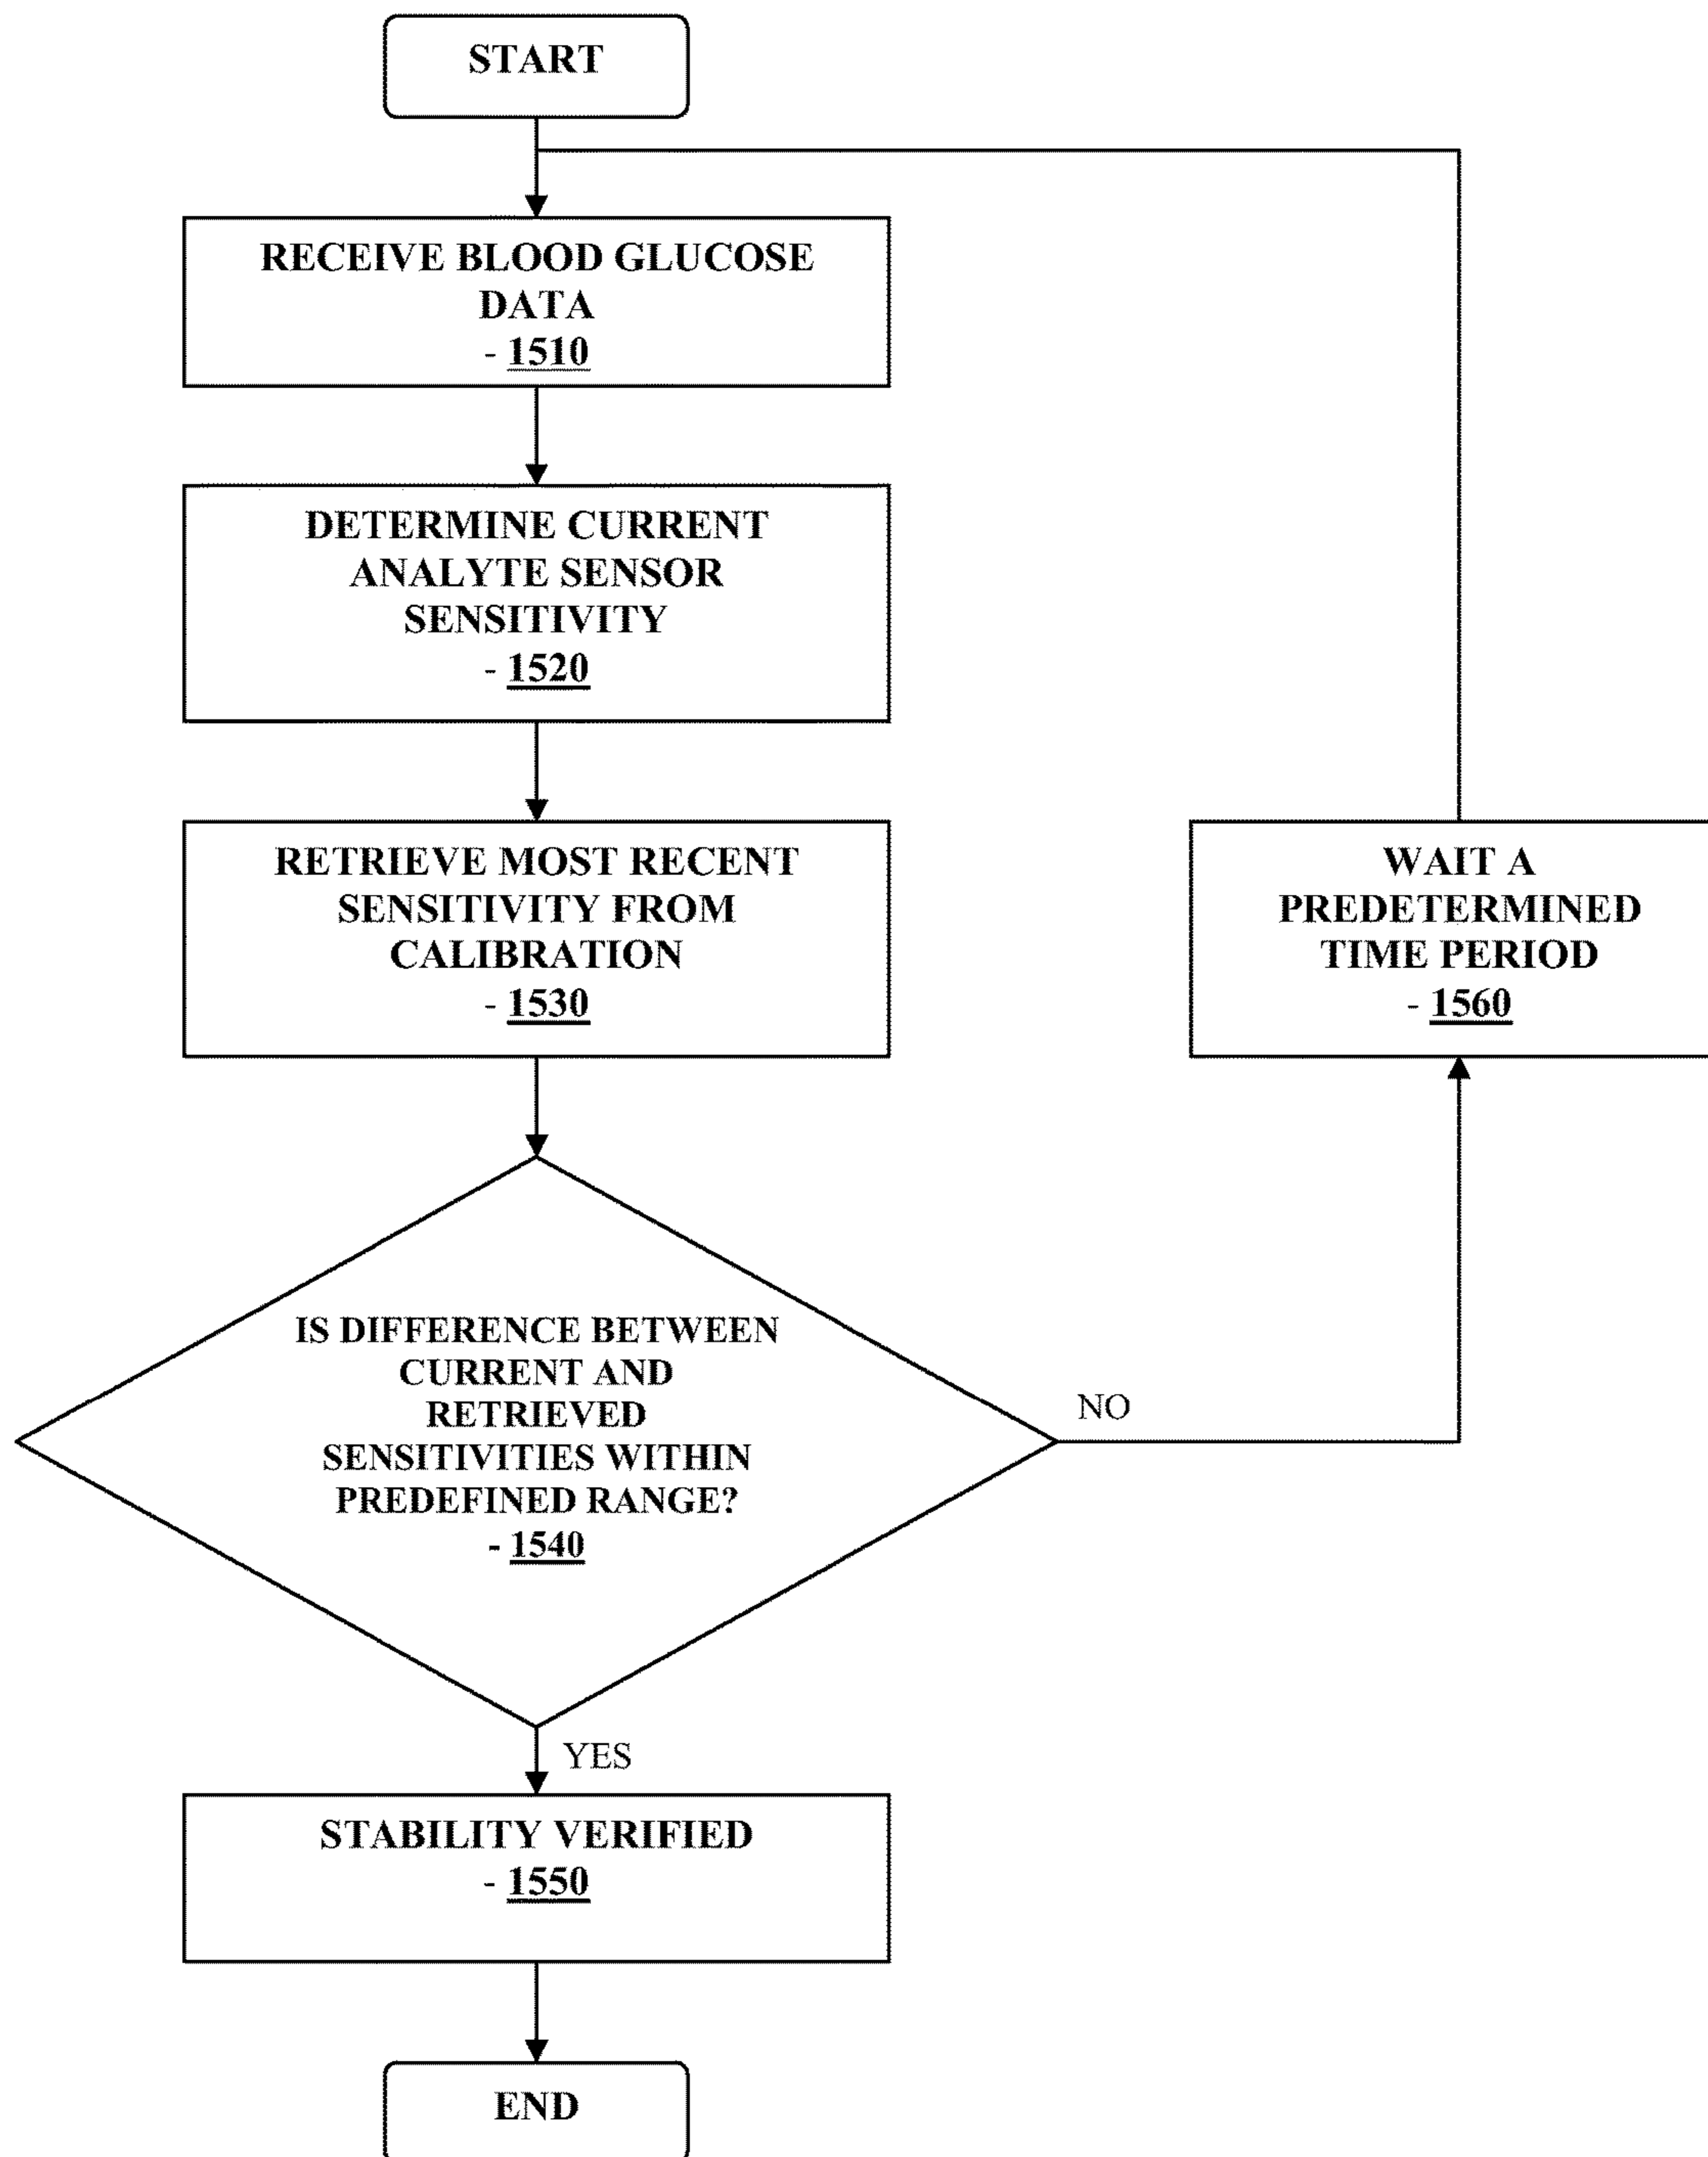 START
RECEIVE BLOOD GLUCOSE
DATA
- 1510
DETERMINE CURRENT
ANALYTE SENSOR
SENSITIVITY
- 1520
RETRIEVE MOST RECENT
SENSITIVITY FROM
CALIBRATION
- 1530
WAIT A
PREDETERMINED
TIME PERIOD
- 1560
IS DIFFERENCE BETWEEN
CURRENT AND
RETRIEVED
SENSITIVITIES WITHIN
PREDEFINED RANGE?
- 1540
NO
YES
STABILITY VERIFIED
- 1550
END